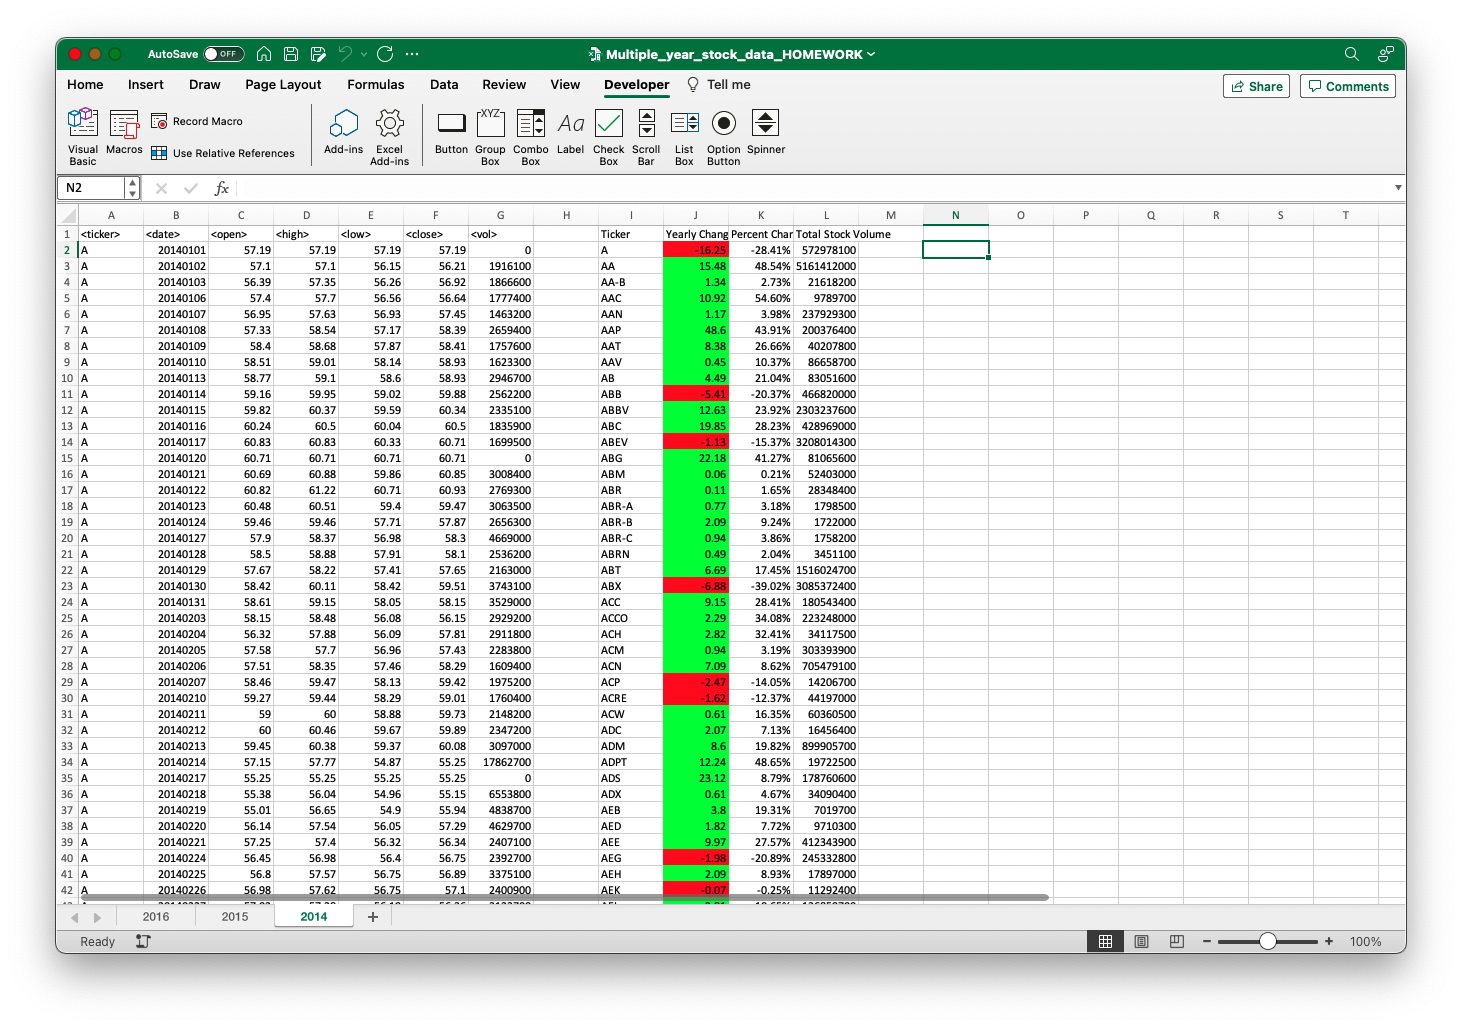 AutoSave OFF Multiple_year_stock_data_HOMEWORK
Home Insert Draw Page Layout Formulas Data Review View Developer Tell me Share Comments
Visual Basic Macros Record Macro Use Relative References Add-ins Excel Add-ins Button Group Box Combo Box Label Check Box Scroll Bar List Box Option Button Spinner
N2 fx
A B C D E F G H I J K L M N O P Q R S T
1 <ticker> <date> <open> <high> <low> <close> <vol> Ticker Yearly Chang Percent Char Total Stock Volume
2 A 20140101 57.19 57.19 57.19 57.19 0 A -16.25 -28.41% 572978100
3 A 20140102 57.1 57.1 56.15 56.21 1916100 AA 15.48 48.54% 5161412000
4 A 20140103 56.39 57.35 56.26 56.92 1866600 AA-B 1.34 2.73% 21618200
5 A 20140106 57.4 57.7 56.56 56.64 1777400 AAC 10.92 54.60% 9789700
6 A 20140107 56.95 57.63 56.93 57.45 1463200 AAN 1.17 3.98% 237929300
7 A 20140108 57.33 58.54 57.17 58.39 2659400 AAP 48.6 43.91% 200376400
8 A 20140109 58.4 58.68 57.87 58.41 1757600 AAT 8.38 26.66% 40207800
9 A 20140110 58.51 59.01 58.14 58.93 1623300 AAV 0.45 10.37% 86658700
10 A 20140113 58.77 59.1 58.6 58.93 2946700 AB 4.49 21.04% 83051600
11 A 20140114 59.16 59.95 59.02 59.88 2562200 ABB -5.41 -20.37% 466820000
12 A 20140115 59.82 60.37 59.59 60.34 2335100 ABBV 12.63 23.92% 2303237600
13 A 20140116 60.24 60.5 60.04 60.5 1835900 ABC 19.85 28.23% 428969000
14 A 20140117 60.83 60.83 60.33 60.71 1699500 ABEV -1.13 -15.37% 3208014300
15 A 20140120 60.71 60.71 60.71 60.71 0 ABG 22.18 41.27% 81065600
16 A 20140121 60.69 60.88 59.86 60.85 3008400 ABM 0.06 0.21% 52403000
17 A 20140122 60.82 61.22 60.71 60.93 2769300 ABR 0.11 1.65% 28348400
18 A 20140123 60.48 60.51 59.4 59.47 3063500 ABR-A 0.77 3.18% 1798500
19 A 20140124 59.46 59.46 57.71 57.87 2656300 ABR-B 2.09 9.24% 1722000
20 A 20140127 57.9 58.37 56.98 58.3 4669000 ABR-C 0.94 3.86% 1758200
21 A 20140128 58.5 58.88 57.91 58.1 2536200 ABRN 0.49 2.04% 3451100
22 A 20140129 57.67 58.22 57.41 57.65 2163000 ABT 6.69 17.45% 1516024700
23 A 20140130 58.42 60.11 58.42 59.51 3743100 ABX -6.88 -39.02% 3085372400
24 A 20140131 58.61 59.15 58.05 58.15 3529000 ACC 9.15 28.41% 180543400
25 A 20140203 58.15 58.48 56.08 56.15 2929200 ACCO 2.29 34.08% 223248000
26 A 20140204 56.32 57.88 56.09 57.81 2911800 ACH 2.82 32.41% 34117500
27 A 20140205 57.58 57.7 56.96 57.43 2283800 ACM 0.94 3.19% 303393900
28 A 20140206 57.51 58.35 57.46 58.29 1609400 ACN 7.09 8.62% 705479100
29 A 20140207 58.46 59.47 58.13 59.42 1975200 ACP -2.47 -14.05% 14206700
30 A 20140210 59.27 59.44 58.29 59.01 1760400 ACRE -1.62 -12.37% 44197000
31 A 20140211 59 60 58.88 59.73 2148200 ACW 0.61 16.35% 60360500
32 A 20140212 60 60.46 59.67 59.89 2347200 ADC 2.07 7.13% 16456400
33 A 20140213 59.45 60.38 59.37 60.08 3097000 ADM 8.6 19.82% 899905700
34 A 20140214 57.15 57.77 54.87 55.25 17862700 ADPT 12.24 48.65% 19722500
35 A 20140217 55.25 55.25 55.25 55.25 0 ADS 23.12 8.79% 178760600
36 A 20140218 55.38 56.04 54.96 55.15 6553800 ADX 0.61 4.67% 34090400
37 A 20140219 55.01 56.65 54.9 55.94 4838700 AEB 3.8 19.31% 7019700
38 A 20140220 56.14 57.54 56.05 57.29 4629700 AED 1.82 7.72% 9710300
39 A 20140221 57.25 57.4 56.32 56.34 2407100 AEE 9.97 27.57% 412343900
40 A 20140224 56.45 56.98 56.4 56.75 2392700 AEG -1.98 -20.89% 245332800
41 A 20140225 56.8 57.57 56.75 56.89 3375100 AEH 2.09 8.93% 17897000
42 A 20140226 56.98 57.62 56.75 57.1 2400900 AEK -0.07 -0.25% 11292400
2016 2015 2014
Ready 100%